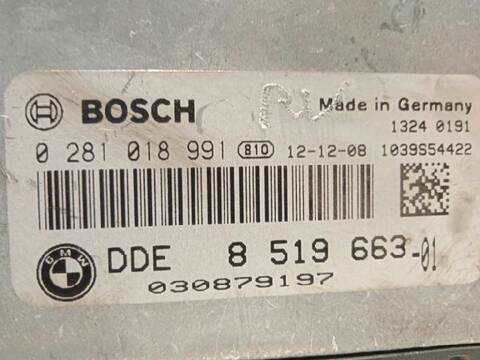 BOSCH
Made in Germany
1324 0191
0 281 018 991 810 12-12-08 1039S54422
BMW DDE 8 519 663-01
030879197